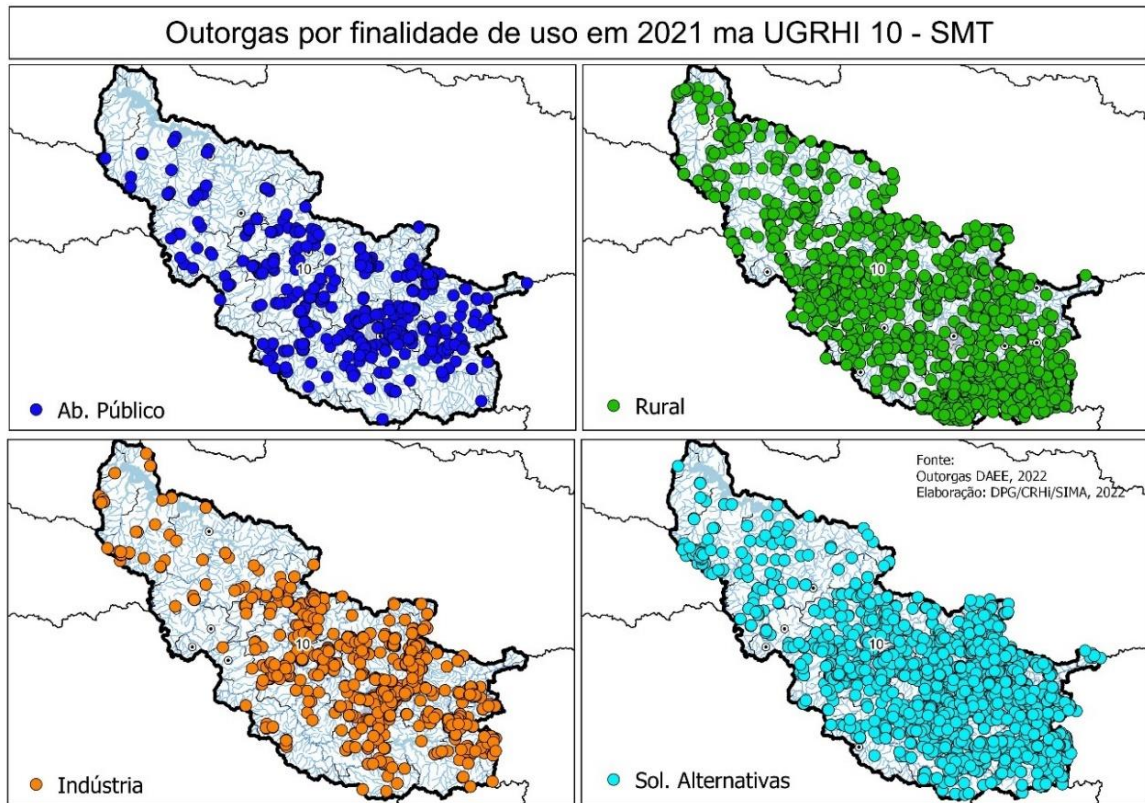 Outorgas por finalidade de uso em 2021 ma UGRHI 10 - SMT
10
Ab. Público
10
Rural
10
Indústria
Fonte:
Outorgas DAEE, 2022
Elaboração: DPG/CRHi/SIMA, 2022
10
Sol. Alternativas